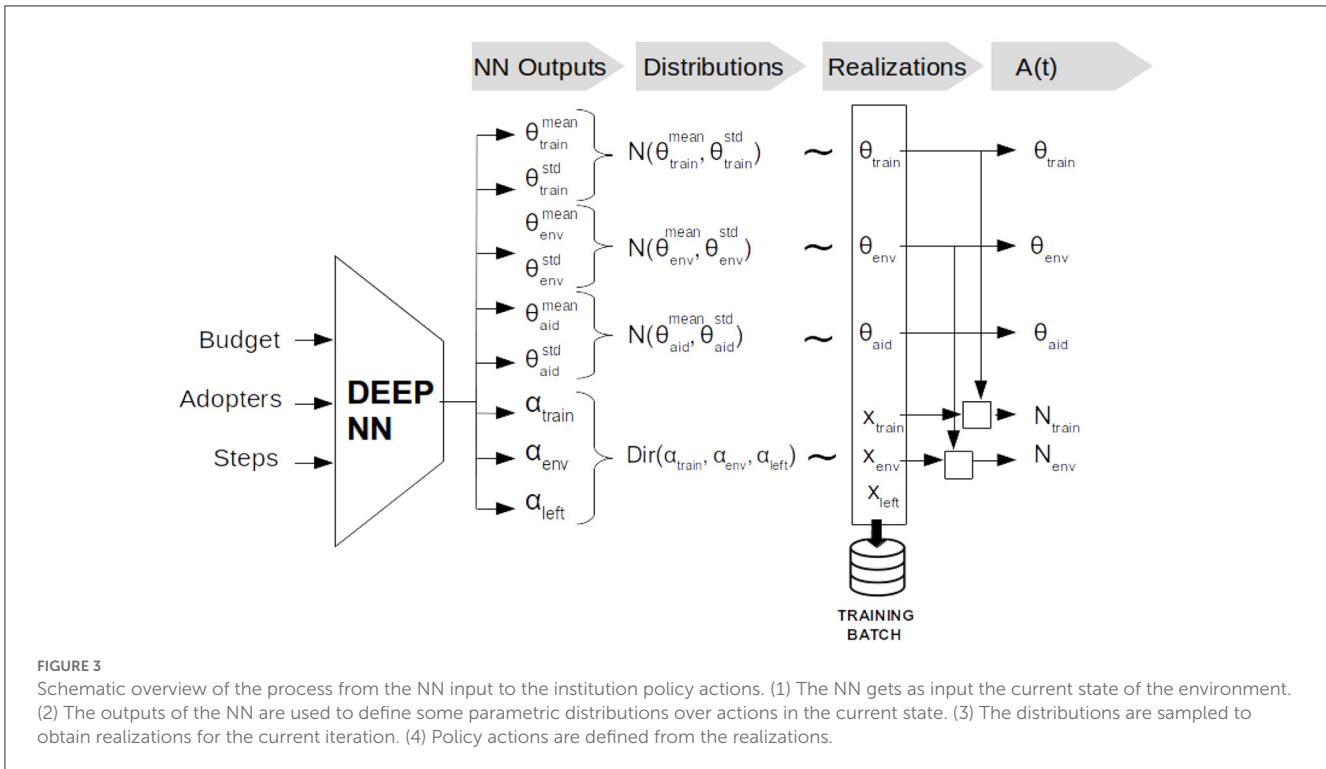 NN Outputs Distributions Realizations A(t)
θ_train^mean
θ_train^std
N(θ_train^mean, θ_train^std) ~ θ_train θ_train
θ_env^mean
θ_env^std
N(θ_env^mean, θ_env^std) ~ θ_env θ_env
θ_aid^mean
θ_aid^std
N(θ_aid^mean, θ_aid^std) ~ θ_aid θ_aid
Budget
Adopters
Steps
DEEP
NN
α_train
α_env
α_left
Dir(α_train, α_env, α_left) ~
x_train N_train
x_env N_env
x_left
TRAINING
BATCH
FIGURE 3
Schematic overview of the process from the NN input to the institution policy actions. (1) The NN gets as input the current state of the environment.
(2) The outputs of the NN are used to define some parametric distributions over actions in the current state. (3) The distributions are sampled to
obtain realizations for the current iteration. (4) Policy actions are defined from the realizations.